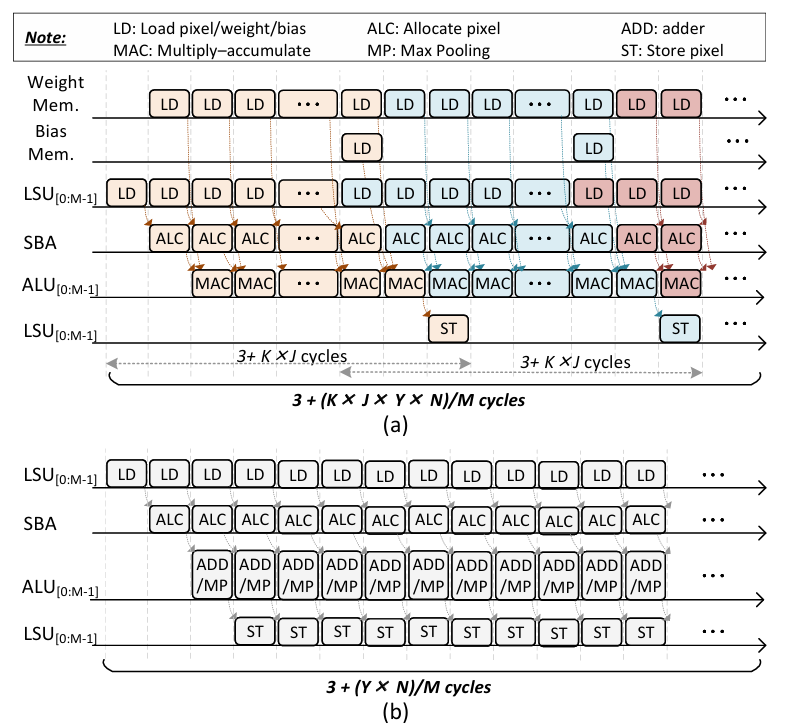 Note:
LD: Load pixel/weight/bias ALC: Allocate pixel ADD: adder
MAC: Multiply–accumulate MP: Max Pooling ST: Store pixel
Weight
Mem.
LD LD LD ••• LD LD LD LD ••• LD LD LD •••
Bias
Mem.
LD LD •••
LSU[0:M-1]
LD LD LD LD ••• LD LD LD LD ••• LD LD LD •••
SBA
ALC ALC ALC ••• ALC ALC ALC ALC ••• ALC ALC ALC •••
ALU[0:M-1]
MAC MAC ••• MAC MAC MAC MAC ••• MAC MAC MAC •••
LSU[0:M-1]
ST ST •••
3+ K × J cycles 3+ K × J cycles
3 + (K × J × Y × N)/M cycles
(a)
LSU[0:M-1]
LD LD LD LD LD LD LD LD LD LD LD LD LD •••
SBA
ALC ALC ALC ALC ALC ALC ALC ALC ALC ALC ALC ALC •••
ALU[0:M-1]
ADD ADD ADD ADD ADD ADD ADD ADD ADD ADD ADD •••
/MP /MP /MP /MP /MP /MP /MP /MP /MP /MP /MP
LSU[0:M-1]
ST ST ST ST ST ST ST ST ST ST •••
3 + (Y × N)/M cycles
(b)